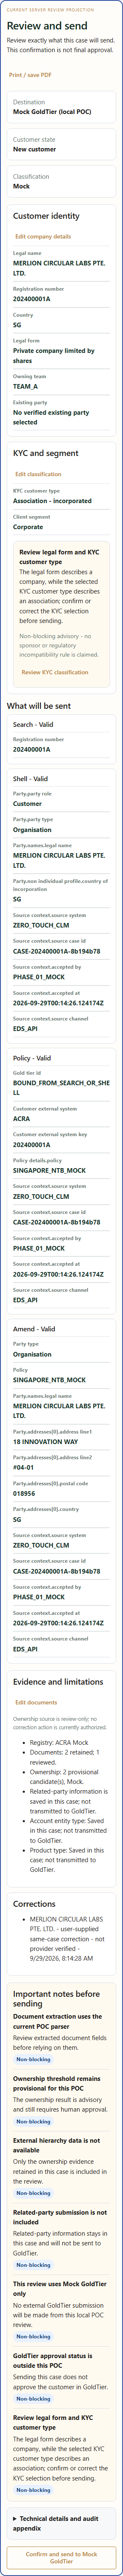 CURRENT SERVER REVIEW PROJECTION
Review and send
Review exactly what this case will send.
This confirmation is not final approval.
Print / save PDF
Destination
Mock GoldTier (local POC)
Customer state
New customer
Classification
Mock
Customer identity
Edit company details
Legal name
MERLION CIRCULAR LABS PTE.
LTD.
Registration number
202400001A
Country
SG
Legal form
Private company limited by
shares
Owning team
TEAM_A
Existing party
No verified existing party
selected
KYC and segment
Edit classification
KYC customer type
Association - incorporated
Client segment
Corporate
Review legal form and KYC
customer type
The legal form describes a
company, while the selected
KYC customer type describes
an association; confirm or
correct the KYC selection
before sending.
Non-blocking advisory - no
sponsor or regulatory
incompatibility rule is claimed.
Review KYC classification
What will be sent
Search - Valid
Registration number
202400001A
Shell - Valid
Party.party role
Customer
Party.party type
Organisation
Party.names.legal name
MERLION CIRCULAR LABS PTE.
LTD.
Party.non individual profile.country of
incorporation
SG
Source context.source system
ZERO_TOUCH_CLM
Source context.source case id
CASE-202400001A-8b194b78
Source context.accepted by
PHASE_01_MOCK
Source context.accepted at
2026-09-29T00:14:26.124174Z
Source context.source channel
EDS_API
Policy - Valid
Gold tier id
BOUND_FROM_SEARCH_OR_SHE
LL
Customer external system
ACRA
Customer external system key
202400001A
Policy details.policy
SINGAPORE_NTB_MOCK
Source context.source system
ZERO_TOUCH_CLM
Source context.source case id
CASE-202400001A-8b194b78
Source context.accepted by
PHASE_01_MOCK
Source context.accepted at
2026-09-29T00:14:26.124174Z
Source context.source channel
EDS_API
Amend - Valid
Party type
Organisation
Policy
SINGAPORE_NTB_MOCK
Party.names.legal name
MERLION CIRCULAR LABS PTE.
LTD.
Party.addresses[0].address line1
18 INNOVATION WAY
Party.addresses[0].address line2
#04-01
Party.addresses[0].postal code
018956
Party.addresses[0].country
SG
Source context.source system
ZERO_TOUCH_CLM
Source context.source case id
CASE-202400001A-8b194b78
Source context.accepted by
PHASE_01_MOCK
Source context.accepted at
2026-09-29T00:14:26.124174Z
Source context.source channel
EDS_API
Evidence and limitations
Edit documents
Ownership source is review-only; no
correction action is currently authorized.
• Registry: ACRA Mock
• Documents: 2 retained; 1
reviewed.
• Ownership: 2 provisional
candidate(s), Mock.
• Related-party information is
saved in this case; not
transmitted to GoldTier.
• Account entity type: Saved
in this case; not transmitted
to GoldTier.
• Product type: Saved in this
case; not transmitted to
GoldTier.
Corrections
• MERLION CIRCULAR LABS
PTE. LTD. - user-supplied
same-case correction - not
provider verified -
9/29/2026, 8:14:28 AM
Important notes before
sending
Document extraction uses the
current POC parser
Review extracted document fields
before relying on them.
Non-blocking
Ownership threshold remains
provisional for this POC
The ownership result is advisory
and still requires human approval.
Non-blocking
External hierarchy data is not
available
Only the ownership evidence
retained in this case is included in
the review.
Non-blocking
Related-party submission is not
included
Related-party information stays in
this case and will not be sent to
GoldTier.
Non-blocking
This review uses Mock GoldTier
only
No external GoldTier submission
will be made from this local POC
review.
Non-blocking
GoldTier approval status is
outside this POC
Sending this case does not
approve the customer in GoldTier.
Non-blocking
Review legal form and KYC
customer type
The legal form describes a
company, while the selected KYC
customer type describes an
association; confirm or correct the
KYC selection before sending.
Non-blocking
▶ Technical details and audit
appendix
Confirm and send to Mock
GoldTier